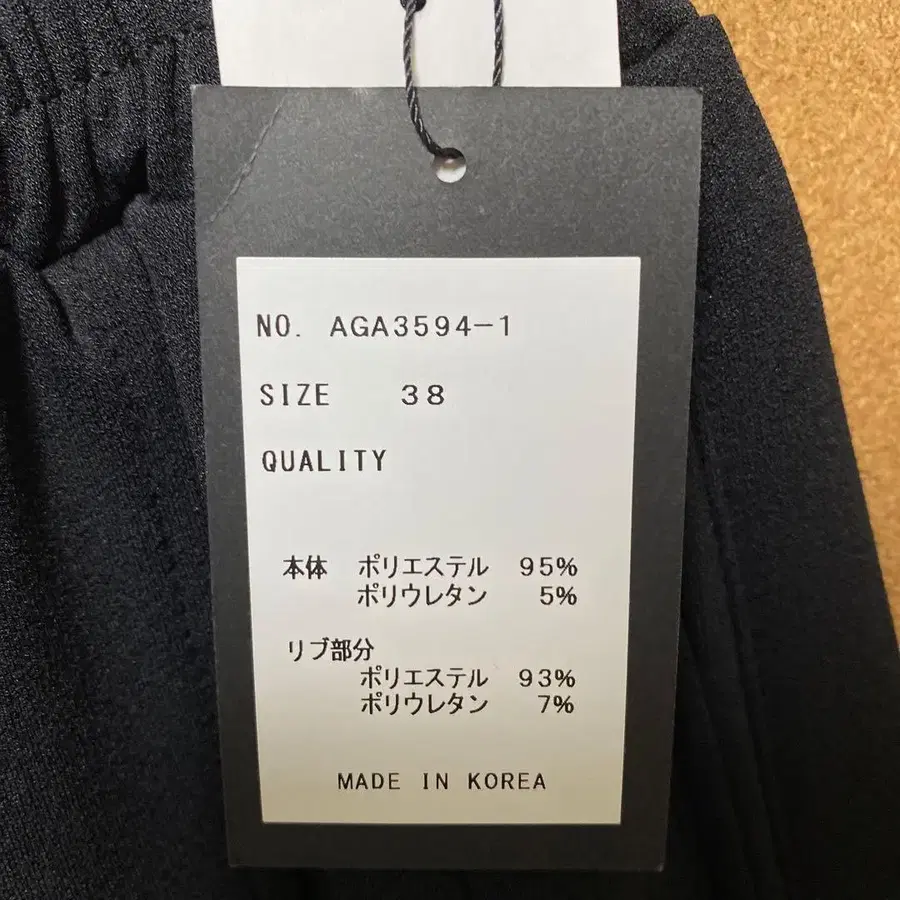 NO. AGA3594-1
SIZE 38
QUALITY
本体 ポリエステル 95%
ポリウレタン 5%
リブ部分
ポリエステル 93%
ポリウレタン 7%
MADE IN KOREA